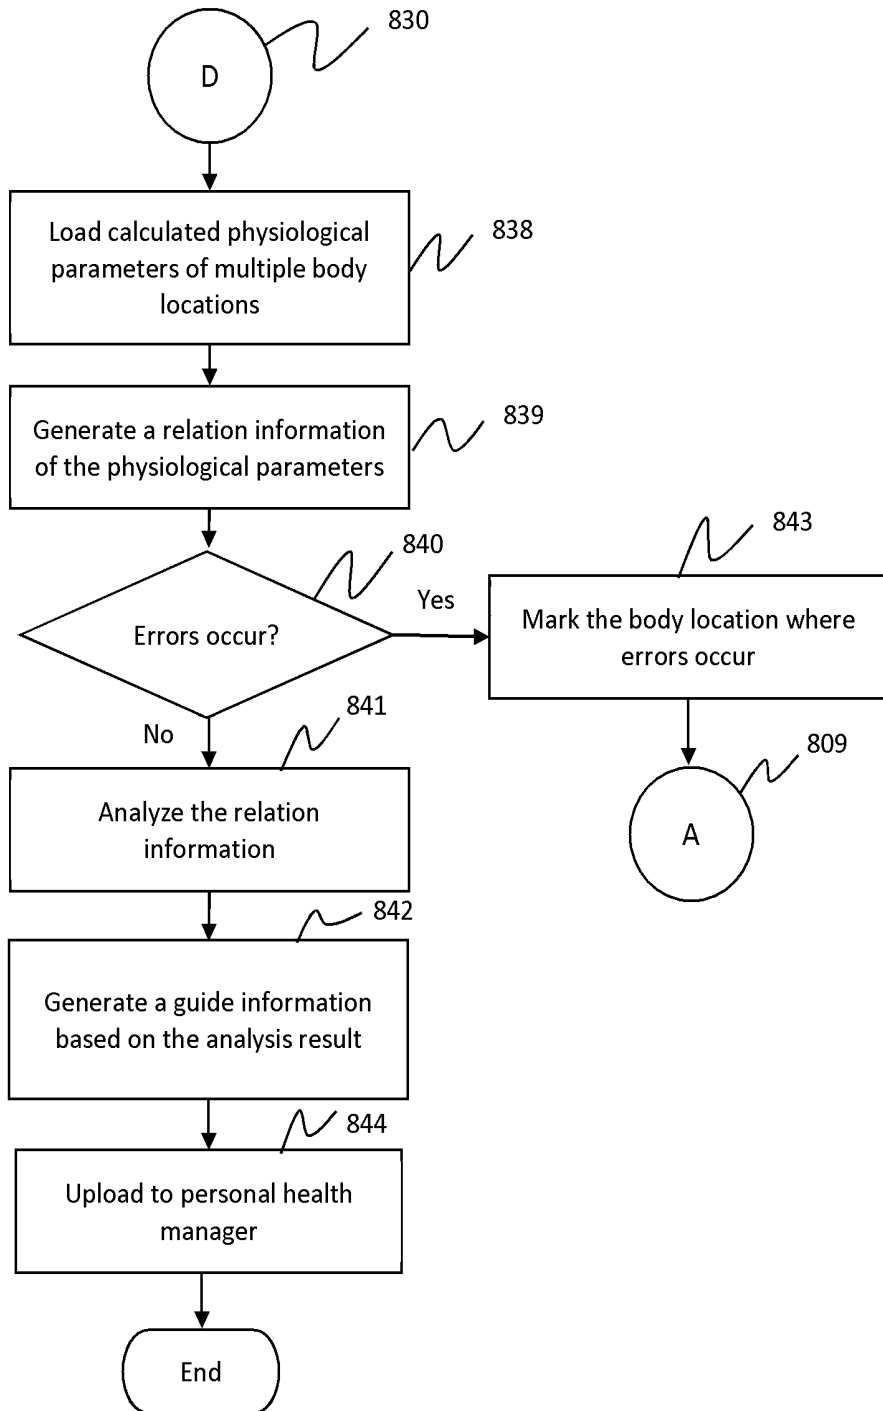 830
D
838
Load calculated physiological
parameters of multiple body
locations
839
Generate a relation information
of the physiological parameters
840
Errors occur?
Yes
843
Mark the body location where
errors occur
809
A
No
841
Analyze the relation
information
842
Generate a guide information
based on the analysis result
844
Upload to personal health
manager
End